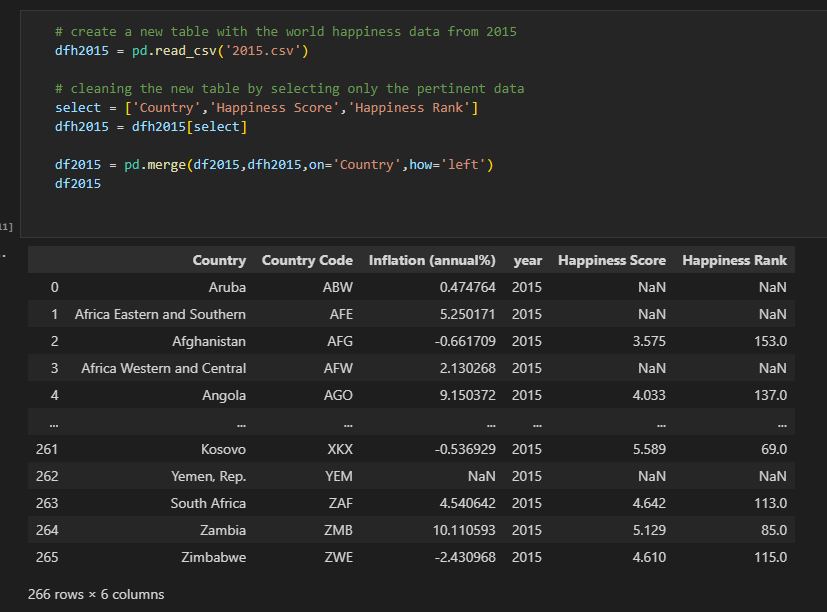 # create a new table with the world happiness data from 2015
dfh2015 = pd.read_csv('2015.csv')
# cleaning the new table by selecting only the pertinent data
select = ['Country','Happiness Score','Happiness Rank']
dfh2015 = dfh2015[select]
df2015 = pd.merge(df2015,dfh2015,on='Country',how='left')
df2015
11]
..
Country Country Code Inflation (annual%) year Happiness Score Happiness Rank
0 Aruba ABW 0.474764 2015 NaN NaN
1 Africa Eastern and Southern AFE 5.250171 2015 NaN NaN
2 Afghanistan AFG -0.661709 2015 3.575 153.0
3 Africa Western and Central AFW 2.130268 2015 NaN NaN
4 Angola AGO 9.150372 2015 4.033 137.0
... ... ... ... ... ... ...
261 Kosovo XKX -0.536929 2015 5.589 69.0
262 Yemen, Rep. YEM NaN 2015 NaN NaN
263 South Africa ZAF 4.540642 2015 4.642 113.0
264 Zambia ZMB 10.110593 2015 5.129 85.0
265 Zimbabwe ZWE -2.430968 2015 4.610 115.0
266 rows × 6 columns